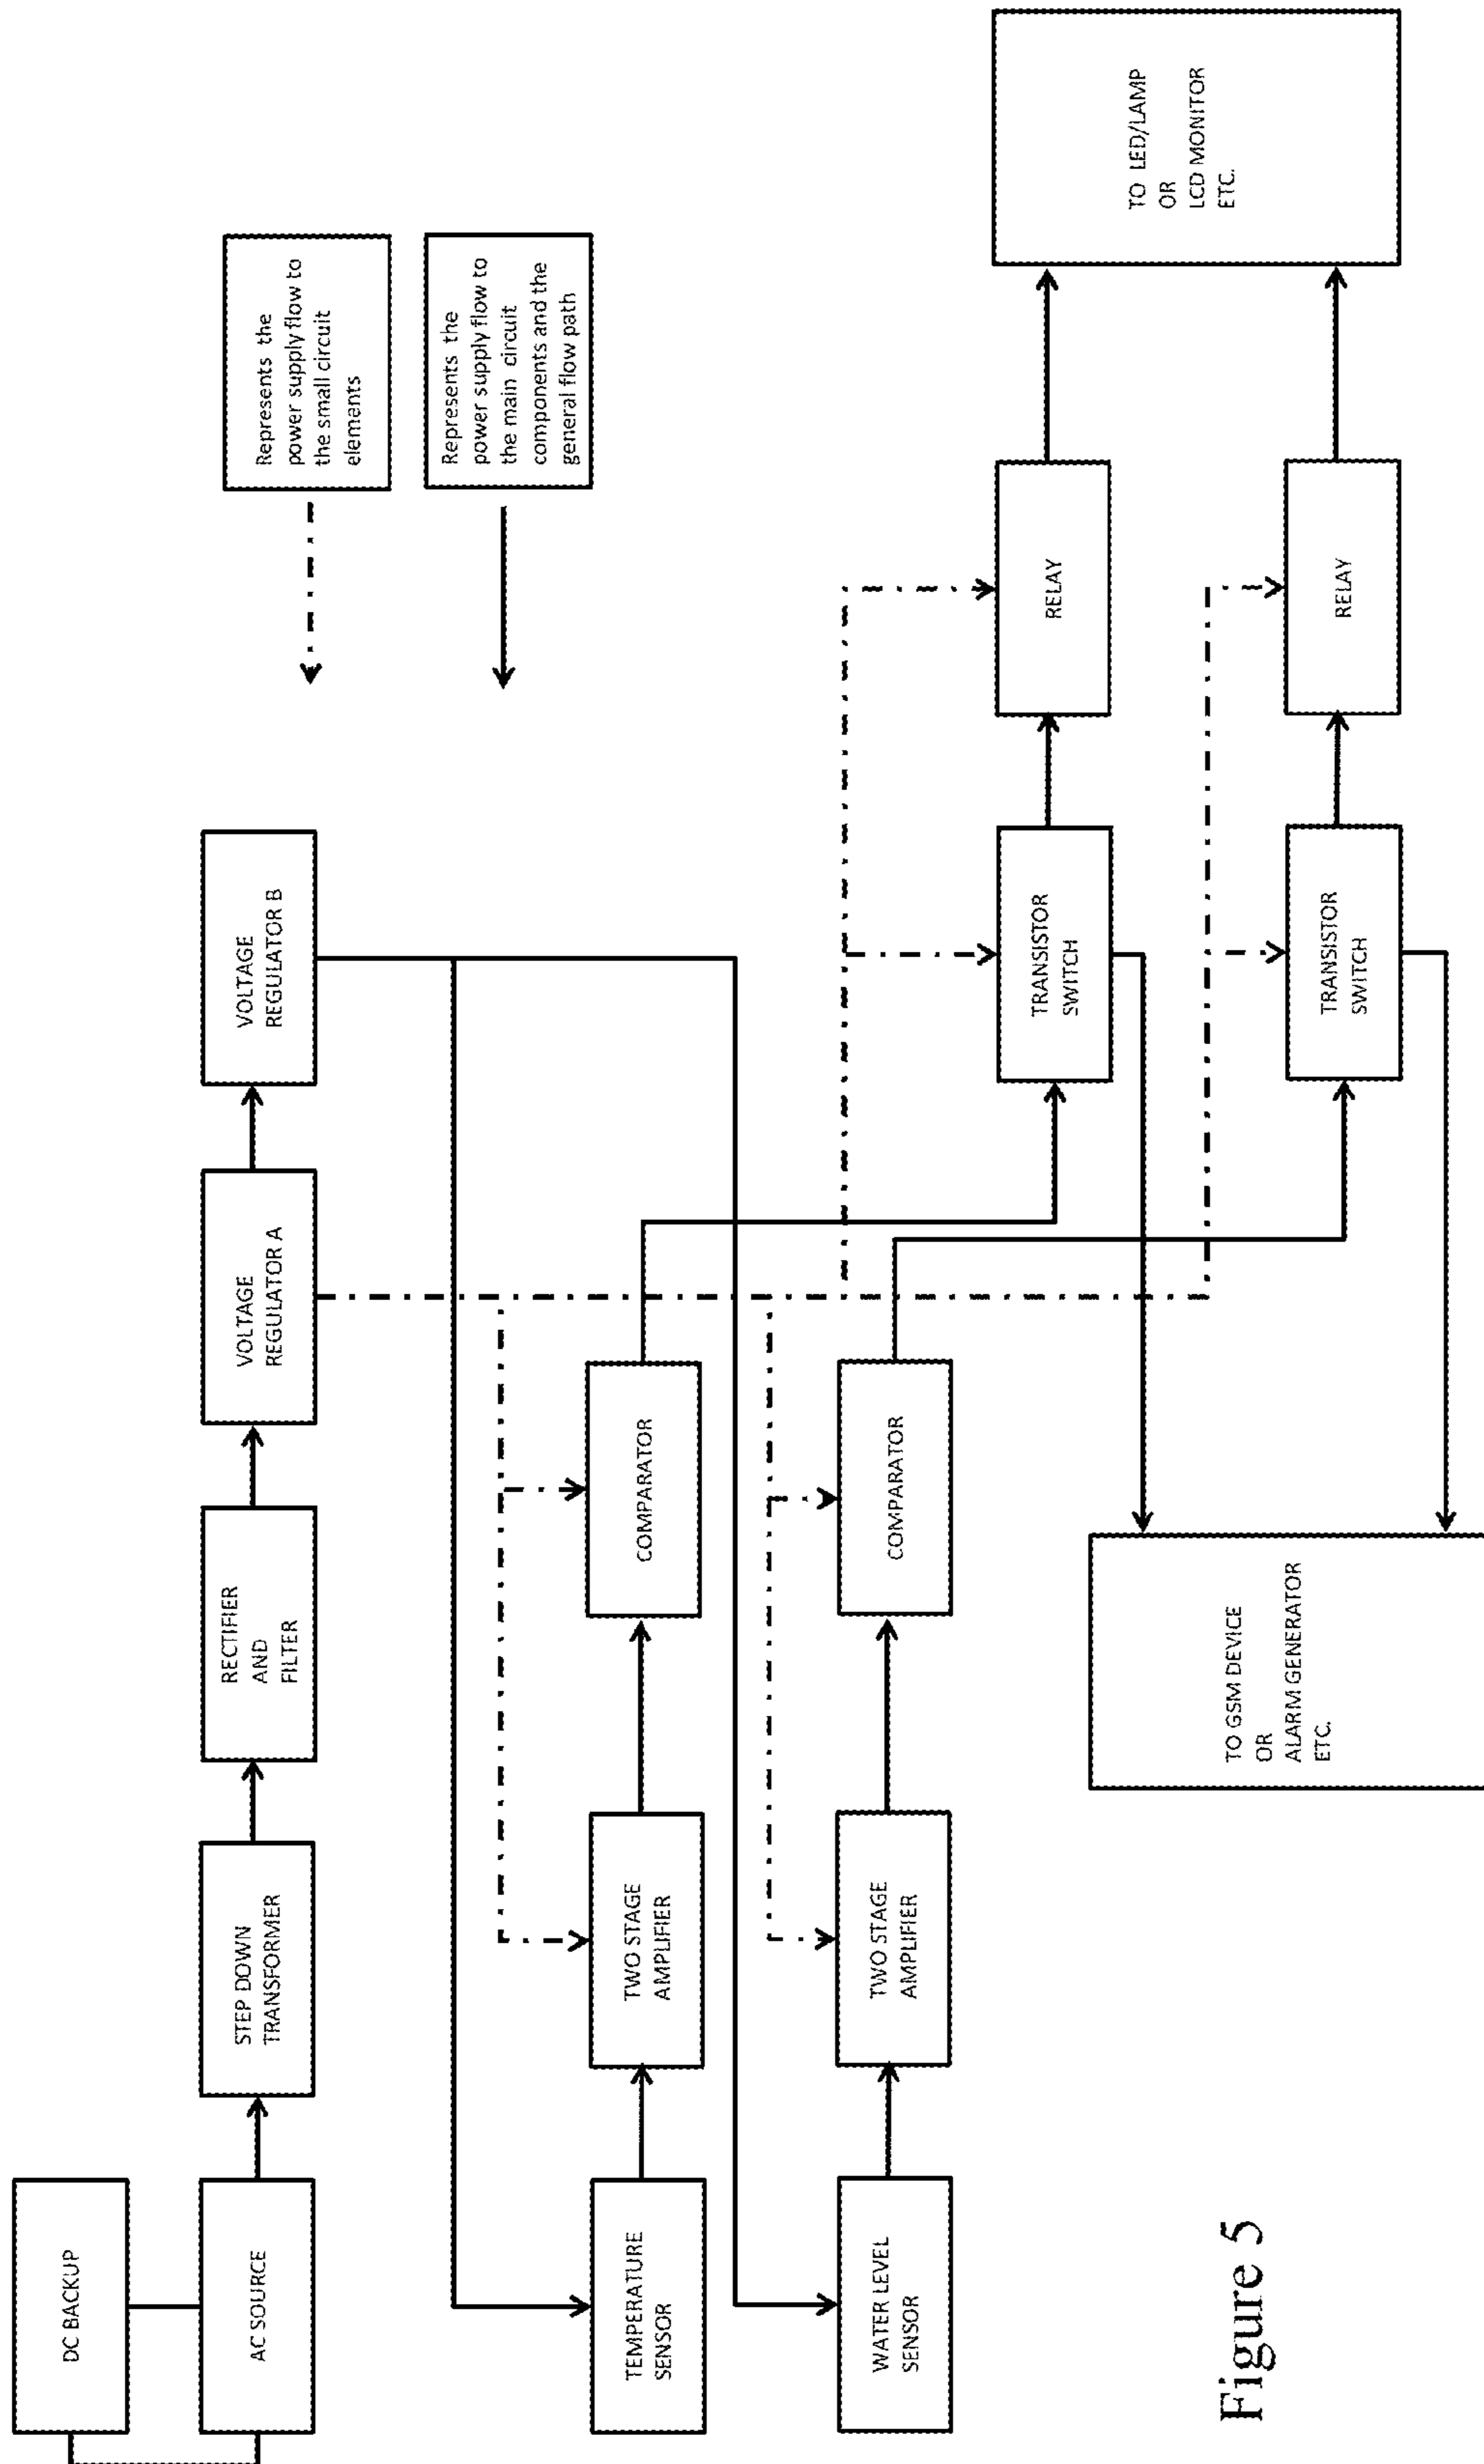 DC BACKUP
AC SOURCE
STEP DOWN
TRANSFORMER
RECTIFIER
AND
FILTER
VOLTAGE
REGULATOR A
VOLTAGE
REGULATOR B
Represents the
power supply flow to
the small circuit
elements
Represents the
power supply flow to
the main circuit
components and the
general flow path
TEMPERATURE
SENSOR
TWO STAGE
AMPLIFIER
COMPARATOR
WATER LEVEL
SENSOR
TWO STAGE
AMPLIFIER
COMPARATOR
TRANSISTOR
SWITCH
RELAY
TO LED/LAMP
OR
LCD MONITOR
ETC.
TRANSISTOR
SWITCH
RELAY
TO GSM DEVICE
OR
ALARM GENERATOR
ETC.
Figure 5